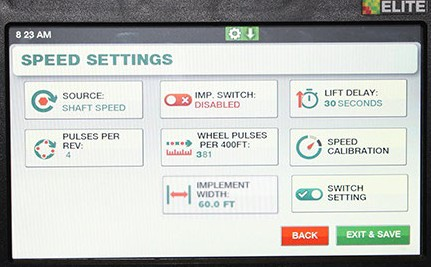 ELITE
8 23 AM
SPEED SETTINGS
SOURCE:
SHAFT SPEED
IMP. SWITCH:
DISABLED
LIFT DELAY:
30 SECONDS
PULSES PER
REV:
4
WHEEL PULSES
PER 400FT:
381
SPEED
CALIBRATION
IMPLEMENT
WIDTH:
60.0 FT
SWITCH
SETTING
BACK
EXIT & SAVE